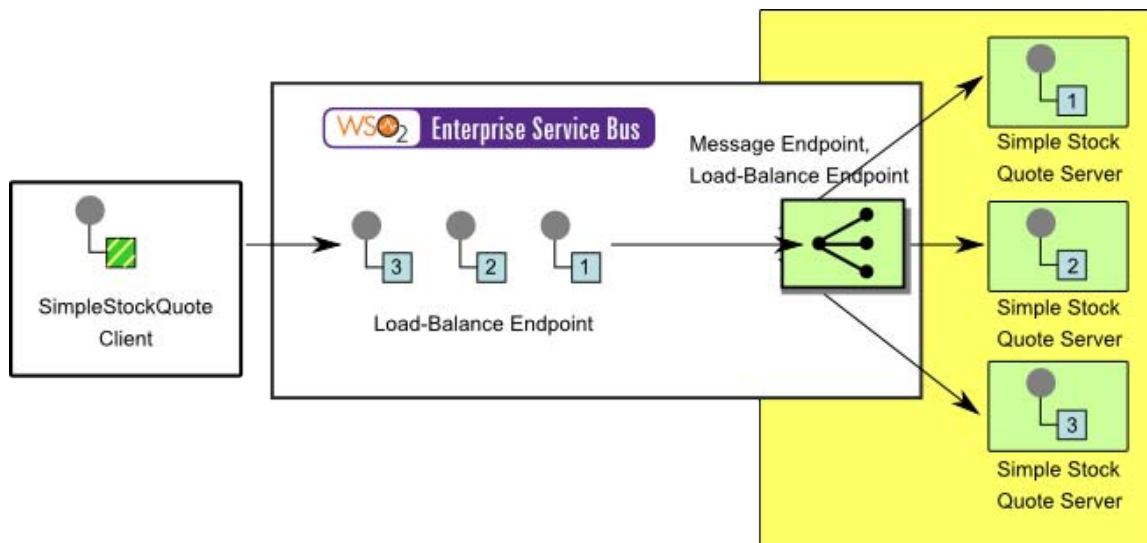 WSO2 Enterprise Service Bus
Message Endpoint,
Load-Balance Endpoint
SimpleStockQuote
Client
3
2
1
Load-Balance Endpoint
1
Simple Stock
Quote Server
2
Simple Stock
Quote Server
3
Simple Stock
Quote Server